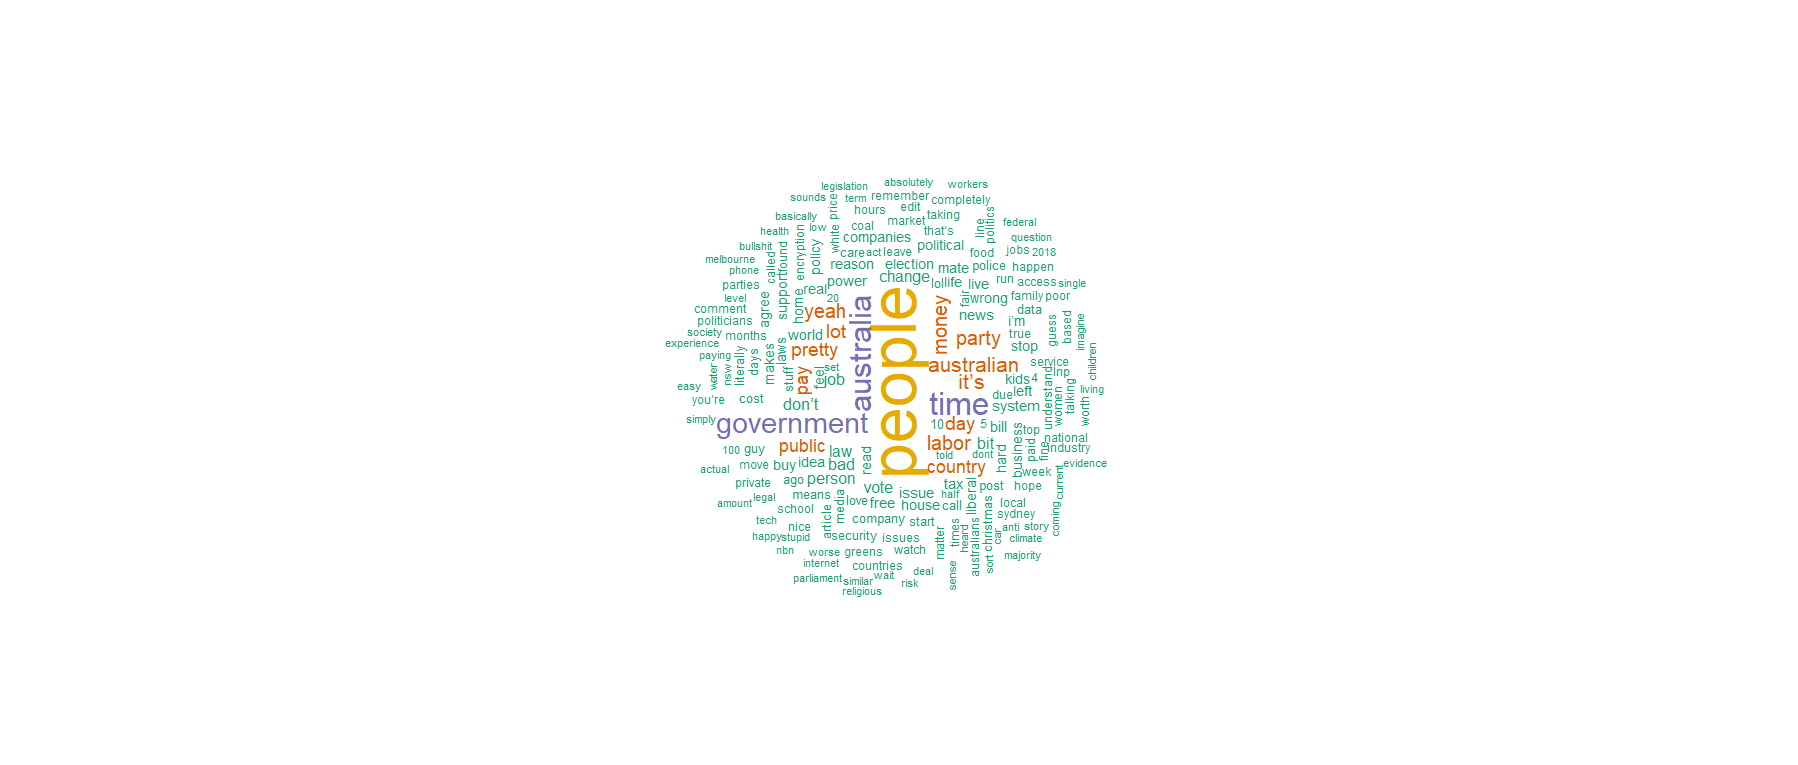 legislation
absolutely
workers
sounds
term
remember
completely
price
hours
edit
basically
market
taking
line
politics
federal
health
low
coal
that's
white
companies
political
question
bullshit
called
found
encryption
policy
care
act
leave
food
jobs
2018
melbourne
phone
reason
election
mate
police
happen
support
power
change
lol
life
live
run
access
single
parties
real
level
20
home
agree
fair
wrong
family
poor
comment
yeah
australia
people
money
news
i'm
data
guess
based
imagine
politicians
society
months
world
lot
party
true
stop
experience
laws
pretty
paying
literally
days
makes
stuff
pay
feel
set
job
australian
service
lnp
children
water
nsw
easy
it's
kids
4
understand
women
talking
living
you're
cost
don't
time
due
left
system
worth
simply
government
10
day
5
bill
top
national
100
guy
public
law
labor
bit
business
paid
fine
industry
told
dont
hard
actual
move
buy
idea
bad
read
country
week
evidence
private
ago
person
vote
issue
tax
post
hope
current
amount
legal
means
media
love
free
house
half
call
liberal
local
school
article
company
start
christmas
sydney
coming
tech
nice
times
heard
australians
car
anti
story
happy
stupid
security
issues
matter
climate
nbn
worse
greens
watch
sort
majority
internet
countries
parliament
similar
wait
deal
sense
risk
religious